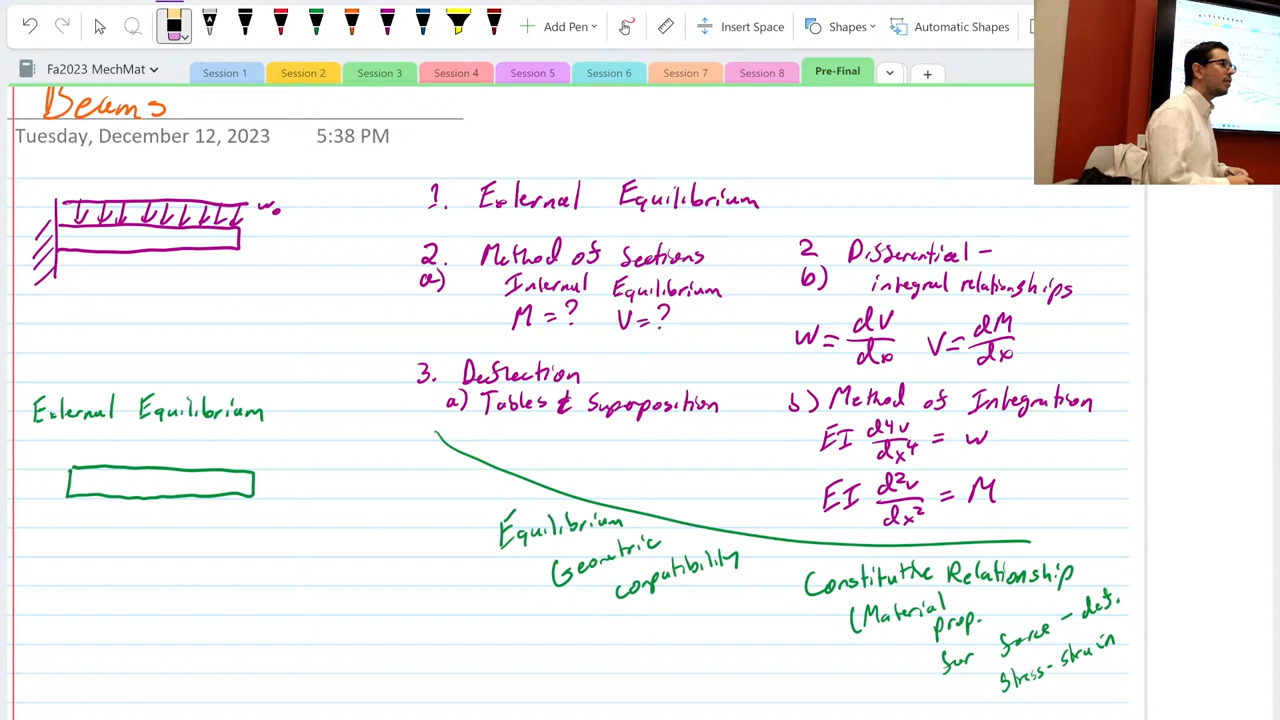 Add Pen
Insert Space
Shapes
Automatic Shapes
Fa2023 MechMat
Session 1
Session 2
Session 3
Session 4
Session 5
Session 6
Session 7
Session 8
Pre-Final
Beams
Tuesday, December 12, 2023 5:38 PM
w₀
1. External Equilibrium
2. Method of Sections
a) Internal Equilibrium
M = ? V = ?
2 Differential -
b) integral relationships
w = dV/dx V = dM/dx
3. Deflection
a) Tables & Superposition
b) Method of Integration
EI d⁴v/dx⁴ = w
EI d²v/dx² = M
External Equilibrium
Equilibrium
Geometric
compatibility
Constitutive Relationship
(Material
prop.
for force - def.
stress - strain